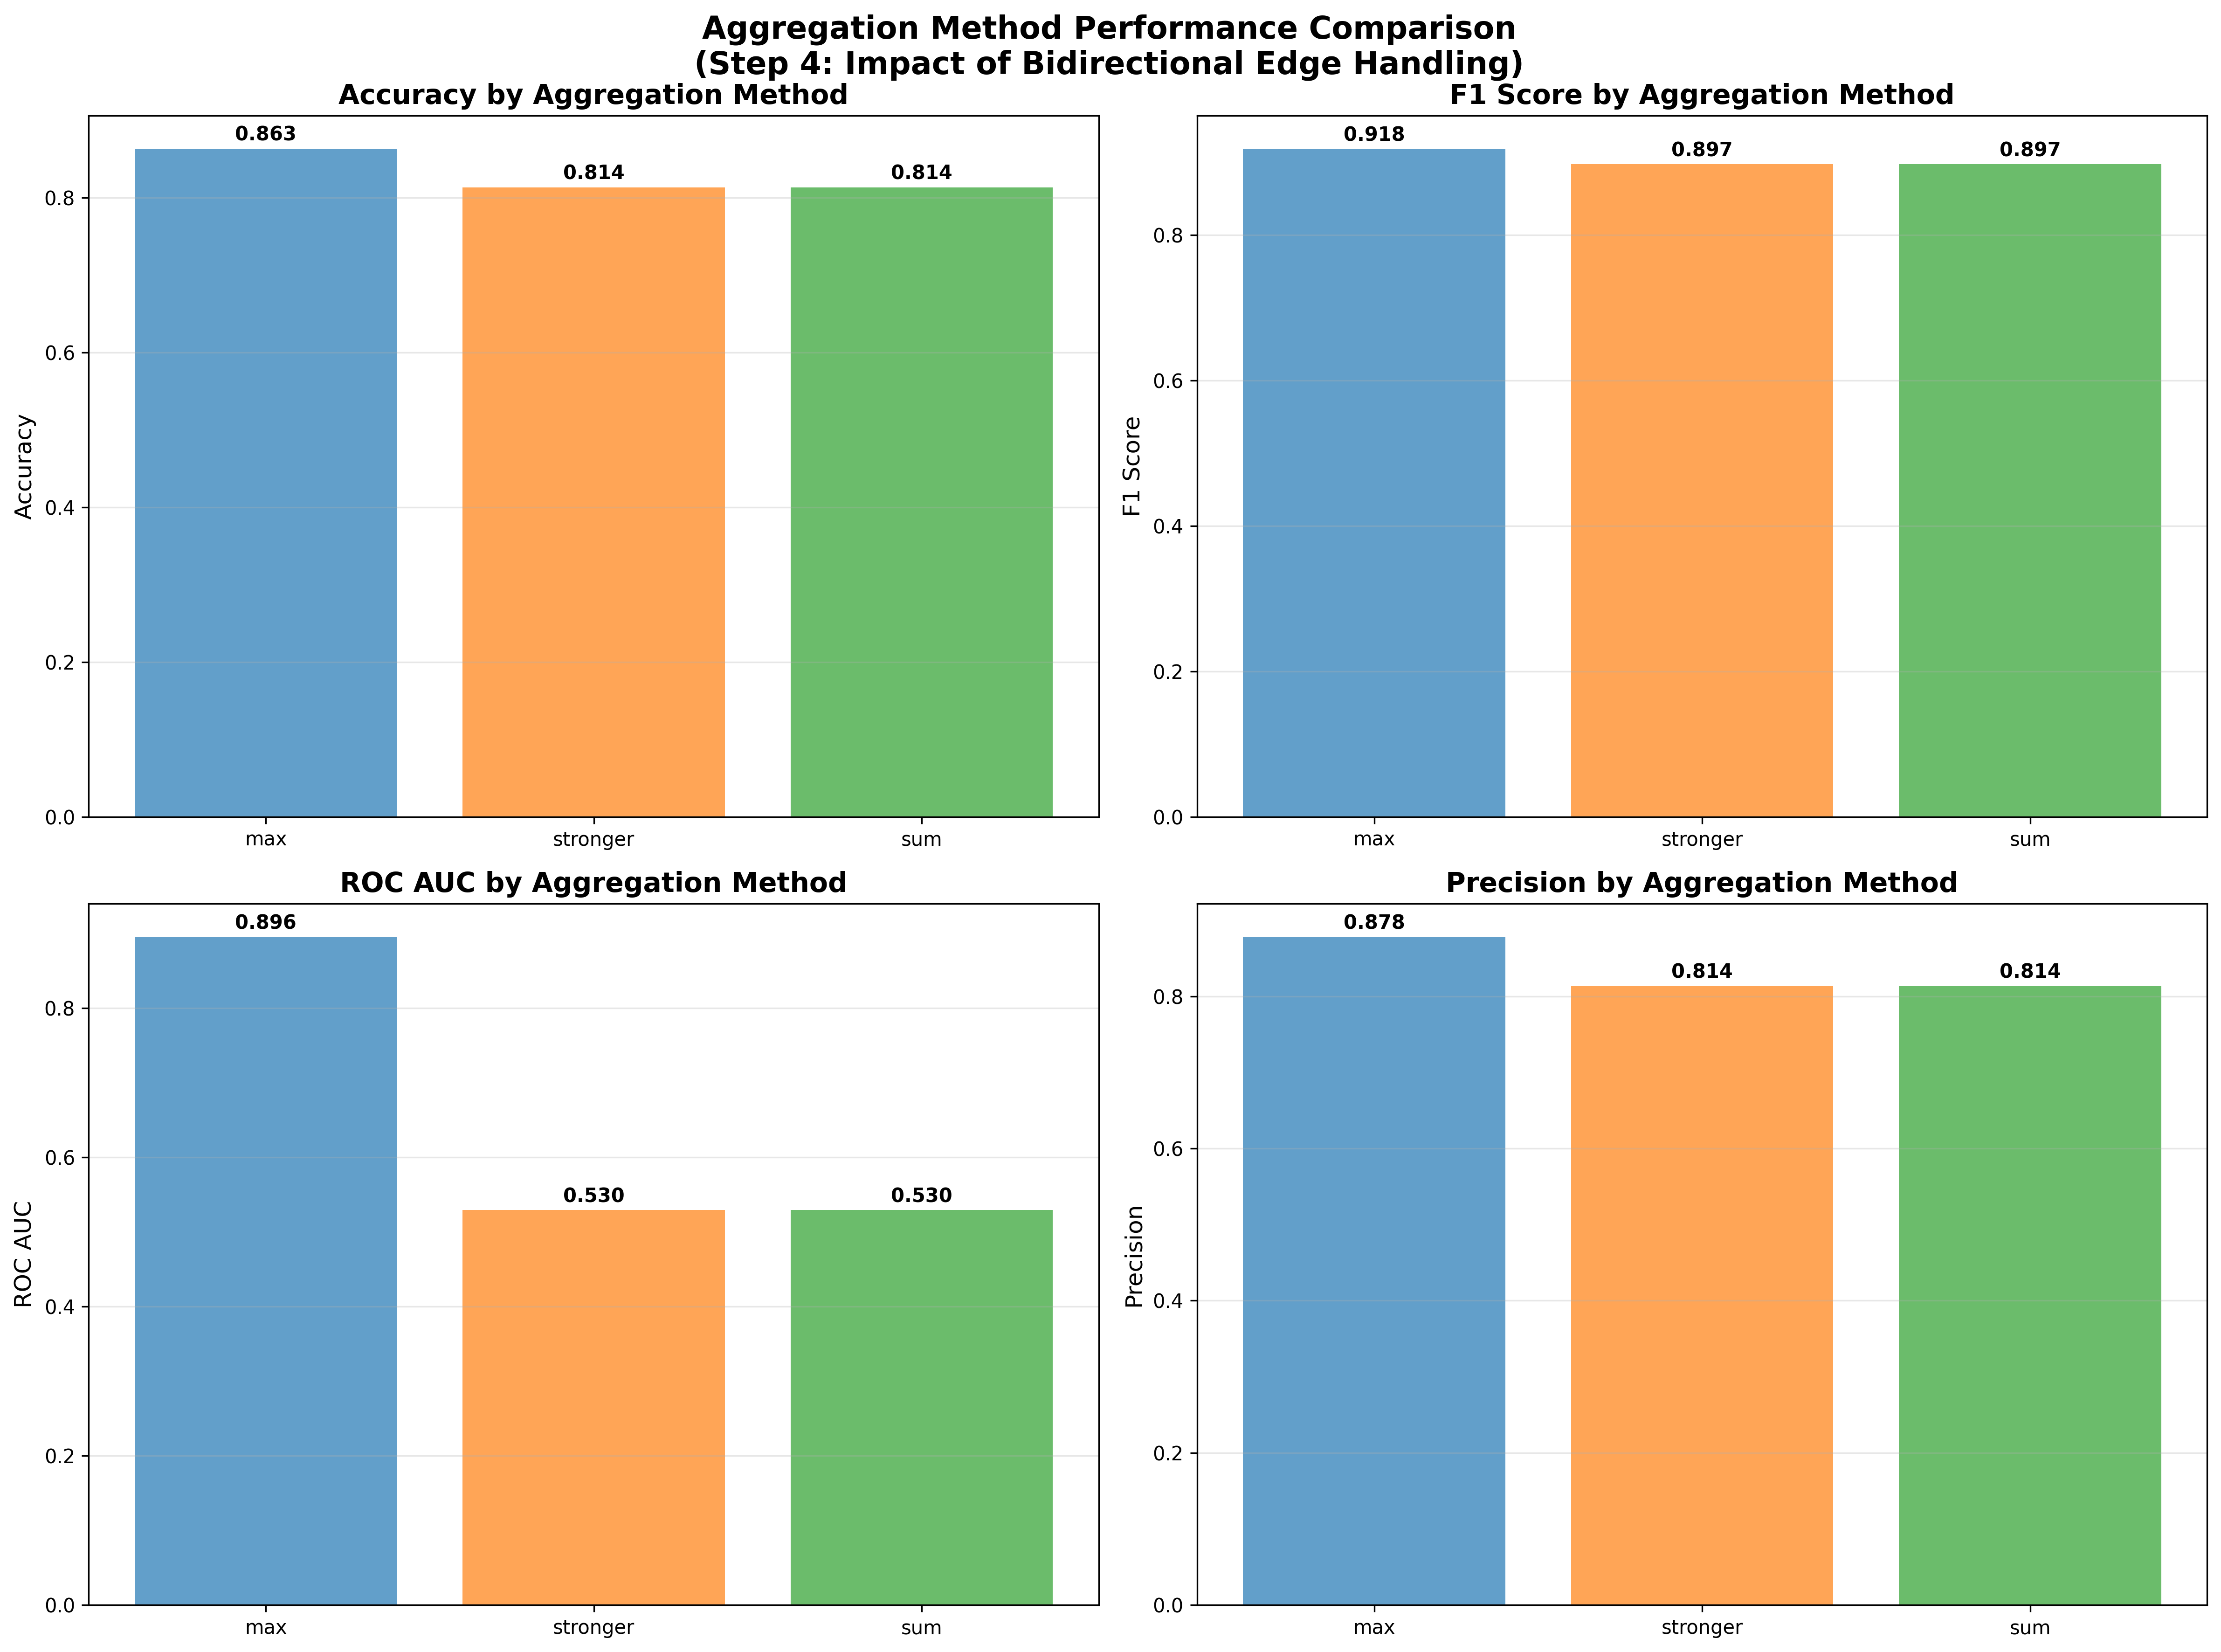 Aggregation Method Performance Comparison
(Step 4: Impact of Bidirectional Edge Handling)
Accuracy by Aggregation Method
0.863
0.814
0.814
0.8
0.6
0.4
0.2
0.0
Accuracy
max
stronger
sum
F1 Score by Aggregation Method
0.918
0.897
0.897
0.8
0.6
0.4
0.2
0.0
F1 Score
max
stronger
sum
ROC AUC by Aggregation Method
0.896
0.530
0.530
0.8
0.6
0.4
0.2
0.0
ROC AUC
max
stronger
sum
Precision by Aggregation Method
0.878
0.814
0.814
0.8
0.6
0.4
0.2
0.0
Precision
max
stronger
sum